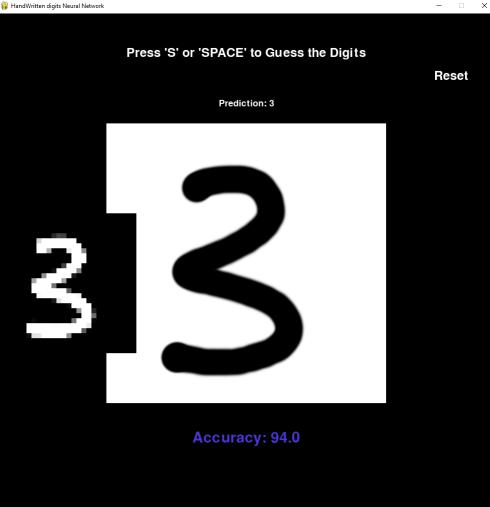 HandWritten digits Neural Network
Press 'S' or 'SPACE' to Guess the Digits
Reset
Prediction: 3
3
3
Accuracy: 94.0